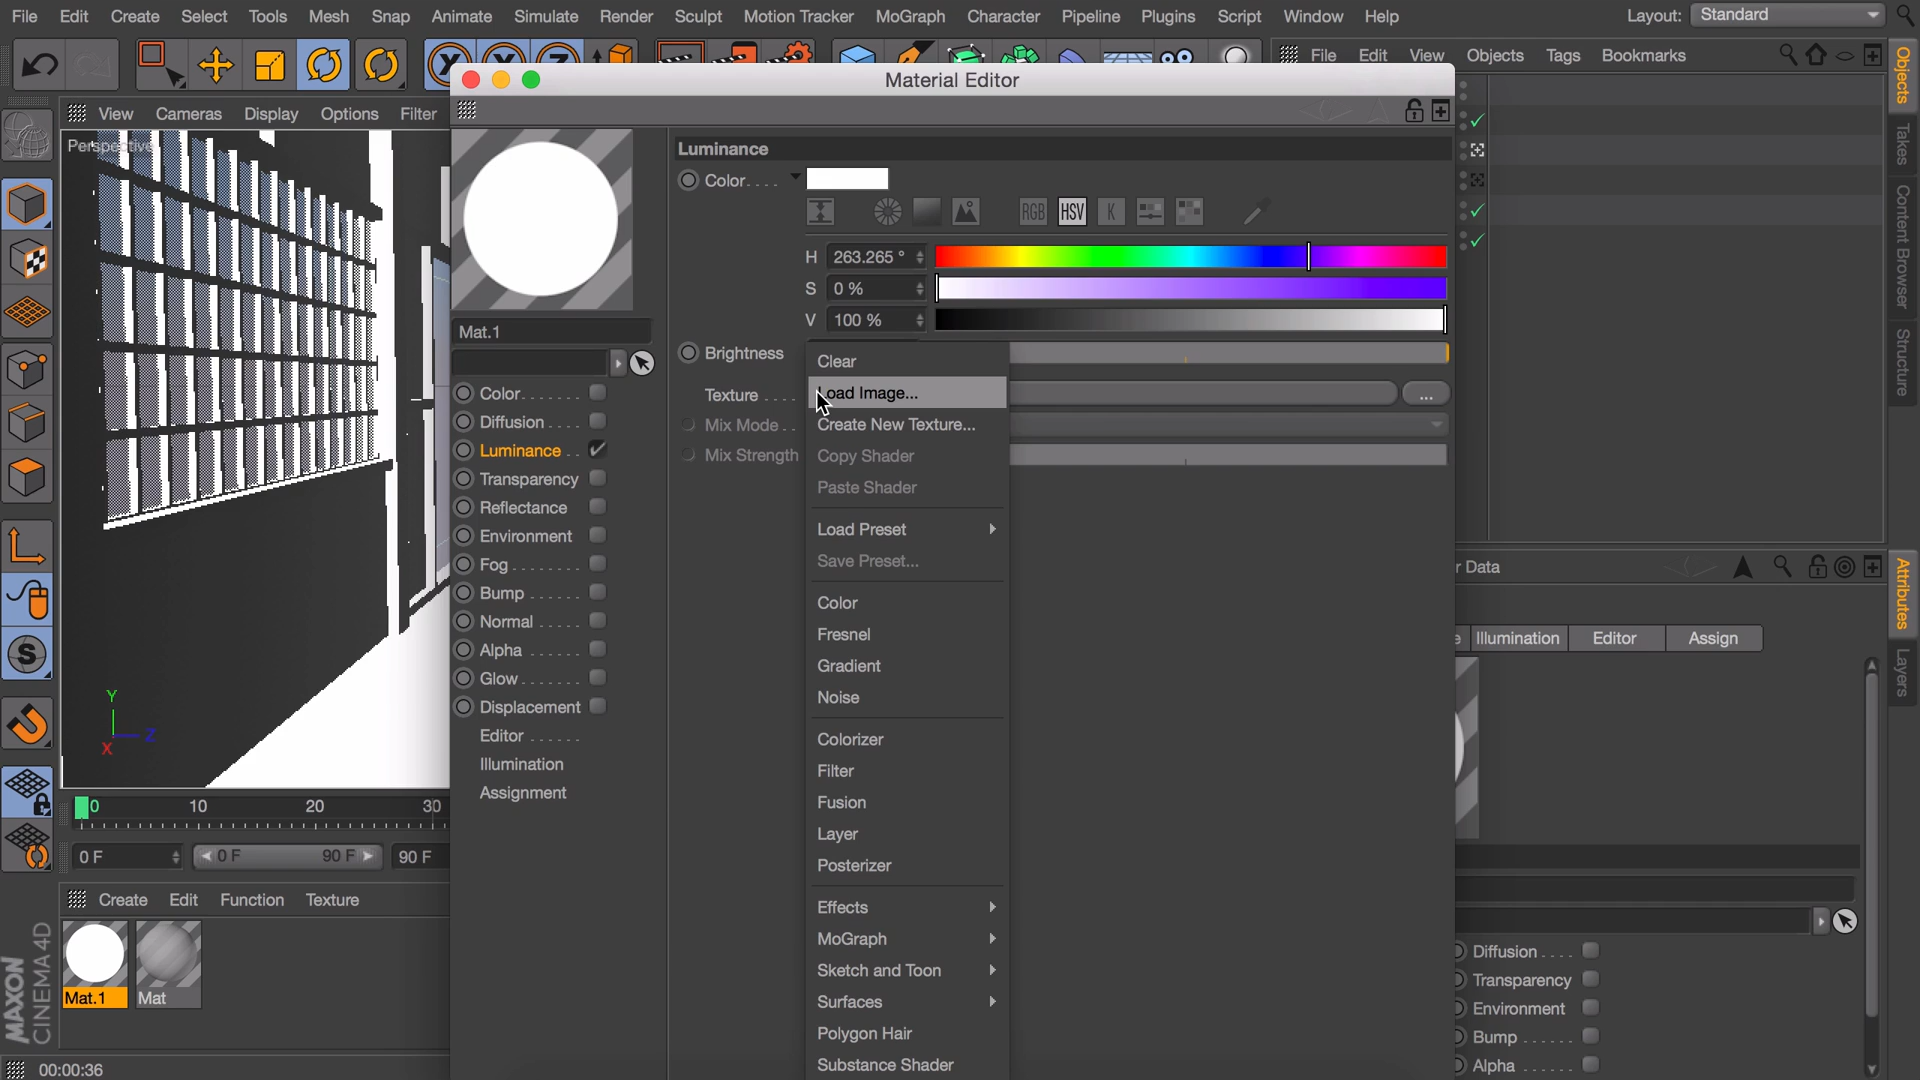 File Edit Create Select Tools Mesh Snap Animate Simulate Render Sculpt Motion Tracker MoGraph Character Pipeline Plugins Script Window Help Layout: Standard
File Edit View Objects Tags Bookmarks
Material Editor
View Cameras Display Options Filter
Perspective
Luminance
Color....
RGB HSV K
H 263.265 °
S 0 %
V 100 %
Mat.1
Brightness
Texture ....
Mix Mode ..
Mix Strength
Clear
Load Image...
Create New Texture...
Copy Shader
Paste Shader
Load Preset
Save Preset...
Color
Fresnel
Gradient
Noise
Colorizer
Filter
Fusion
Layer
Posterizer
Effects
MoGraph
Sketch and Toon
Surfaces
Polygon Hair
Substance Shader
...
Color.......
Diffusion ....
Luminance ..
Transparency
Reflectance
Environment
Fog ........
Bump ......
Normal .....
Alpha ......
Glow.......
Displacement
Editor ......
Illumination
Assignment
Y
X
Z
0 10 20 30
0 F 0 F 90 F 90 F
Create Edit Function Texture
Mat.1 Mat
MAXON
CINEMA 4D
00:00:36
Objects
Takes
Content Browser
Structure
Attributes
Layers
r Data
e Illumination Editor Assign
Diffusion ....
Transparency
Environment
Bump ......
Alpha ......